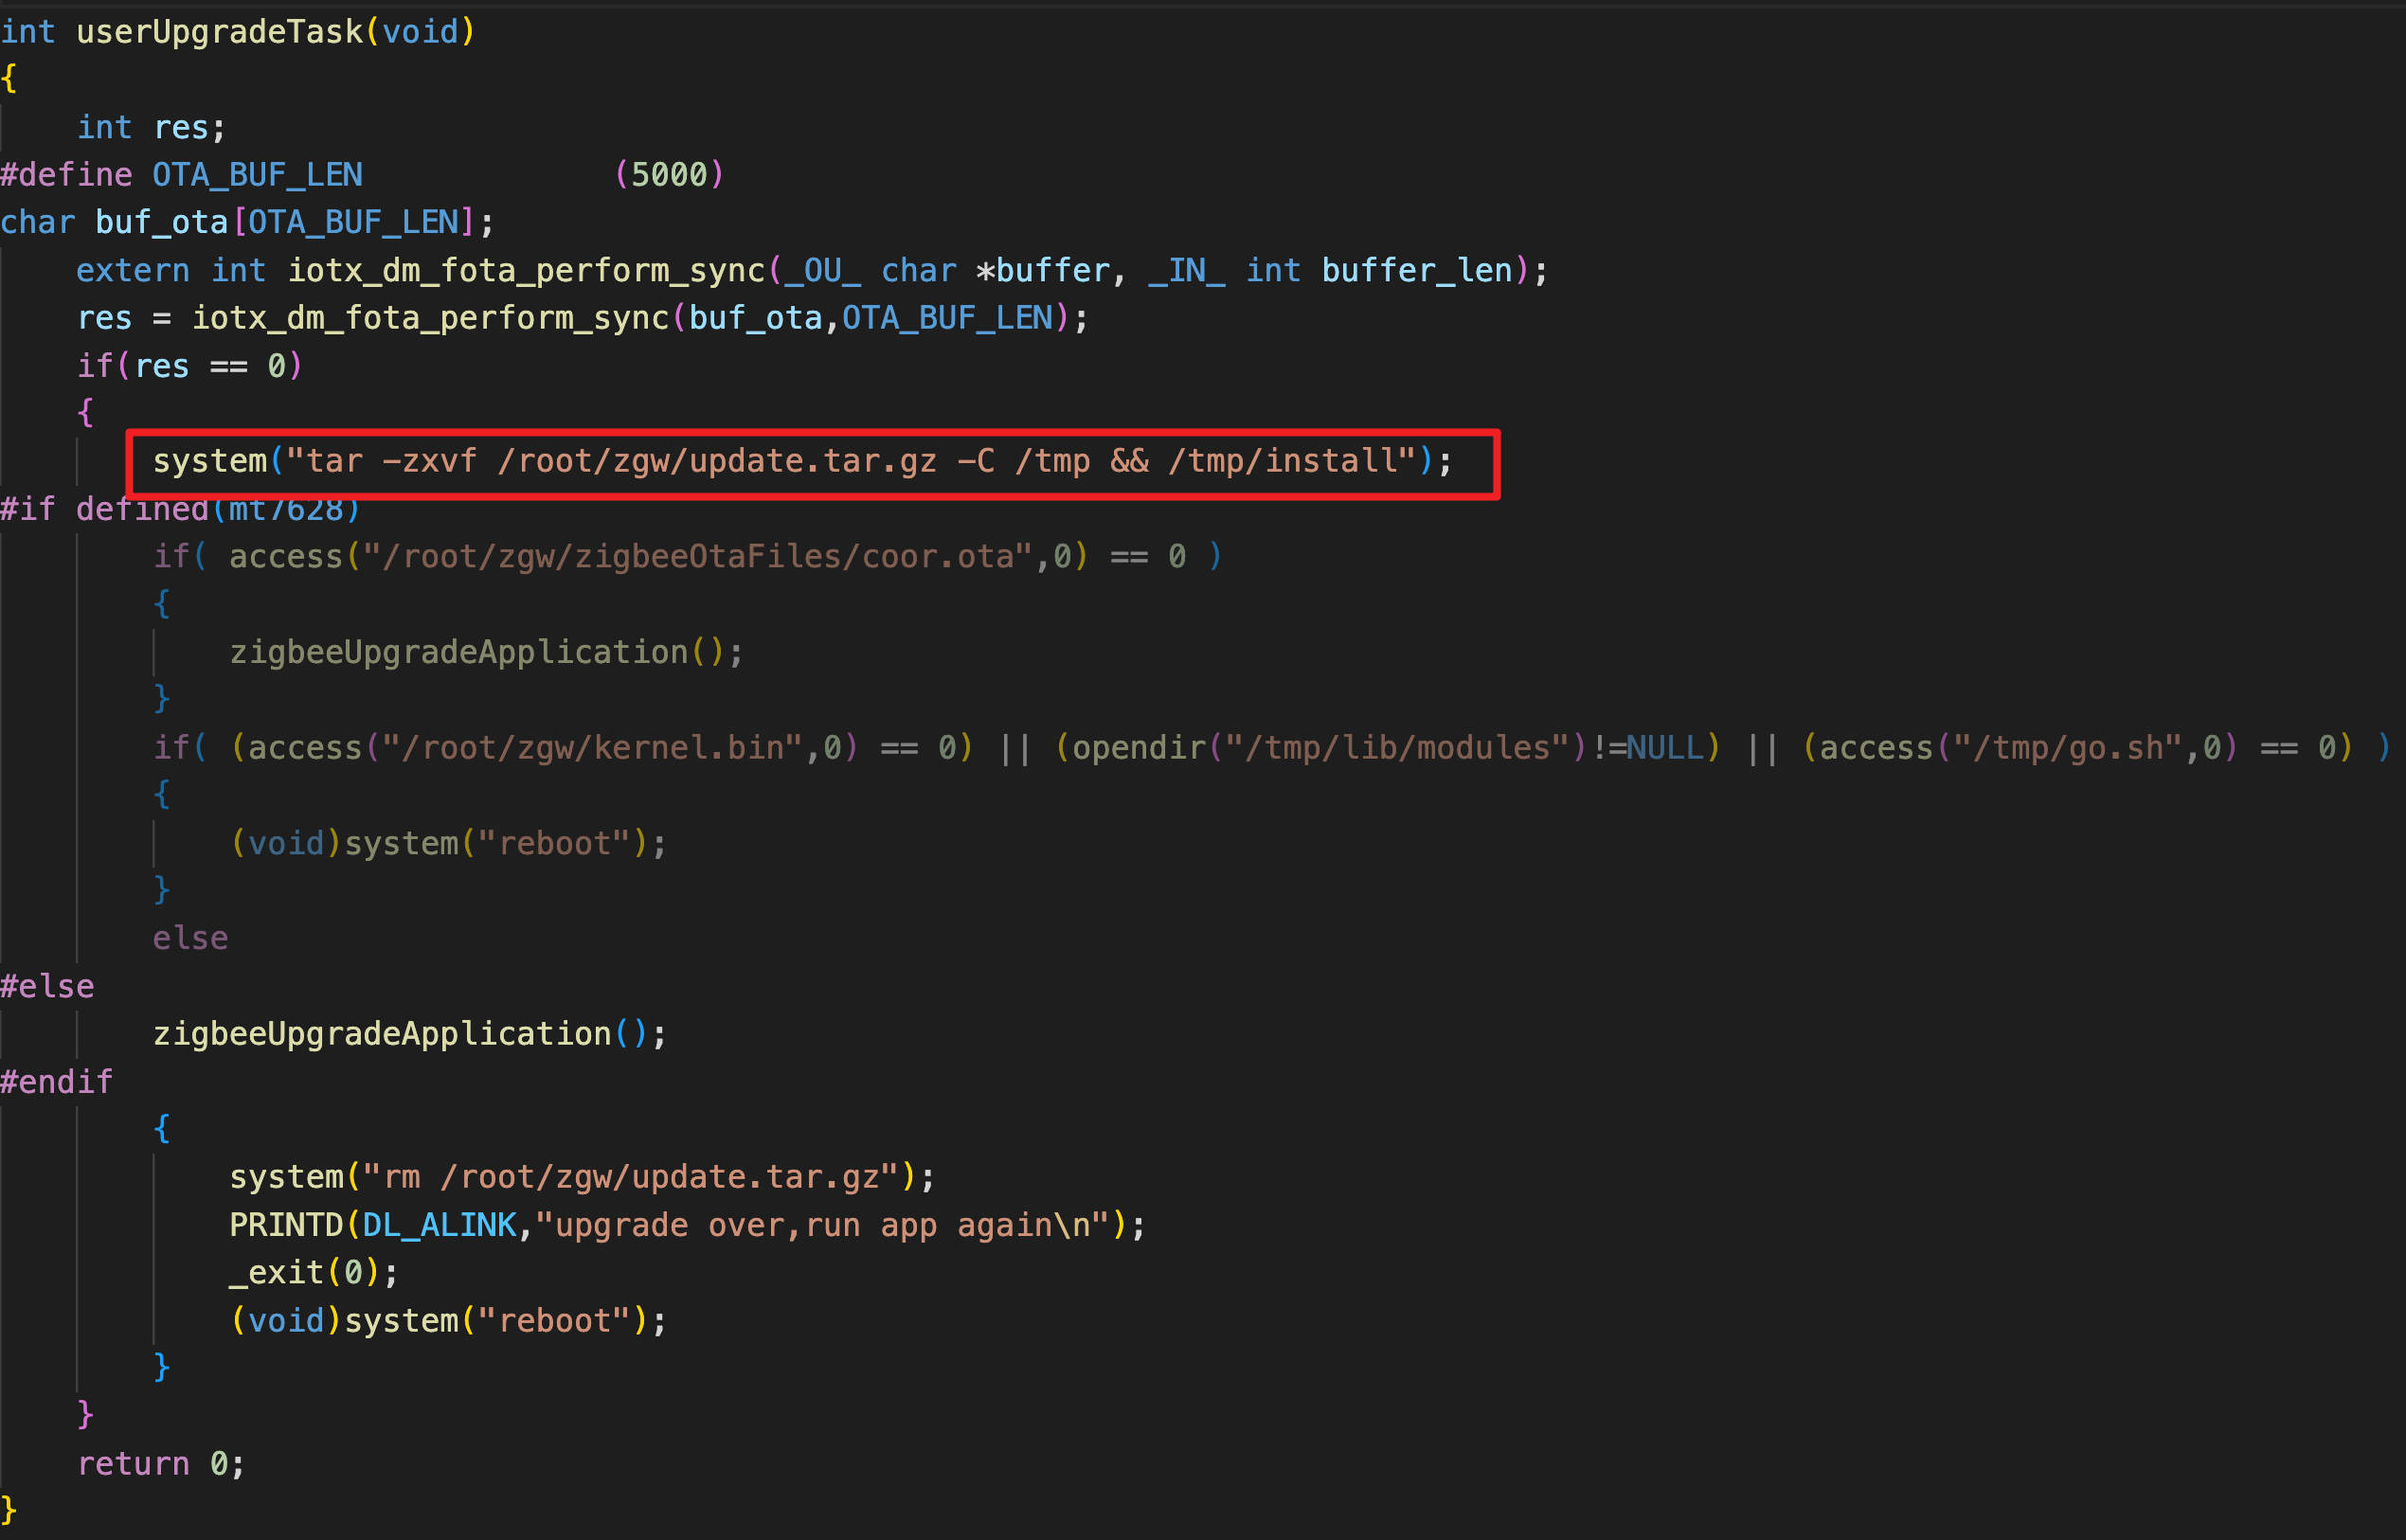 int userUpgradeTask(void)
{
    int res;
#define OTA_BUF_LEN             (5000)
char buf_ota[OTA_BUF_LEN];
    extern int iotx_dm_fota_perform_sync(_OU_ char *buffer, _IN_ int buffer_len);
    res = iotx_dm_fota_perform_sync(buf_ota,OTA_BUF_LEN);
    if(res == 0)
    {
        system("tar -zxvf /root/zgw/update.tar.gz -C /tmp && /tmp/install");
#if defined(mt7628)
        if( access("/root/zgw/zigbeeOtaFiles/coor.ota",0) == 0 )
        {
            zigbeeUpgradeApplication();
        }
        if( (access("/root/zgw/kernel.bin",0) == 0) || (opendir("/tmp/lib/modules")!=NULL) || (access("/tmp/go.sh",0) == 0) )
        {
            (void)system("reboot");
        }
        else
#else
        zigbeeUpgradeApplication();
#endif
        {
            system("rm /root/zgw/update.tar.gz");
            PRINTD(DL_ALINK,"upgrade over,run app again\n");
            _exit(0);
            (void)system("reboot");
        }
    }
    return 0;
}